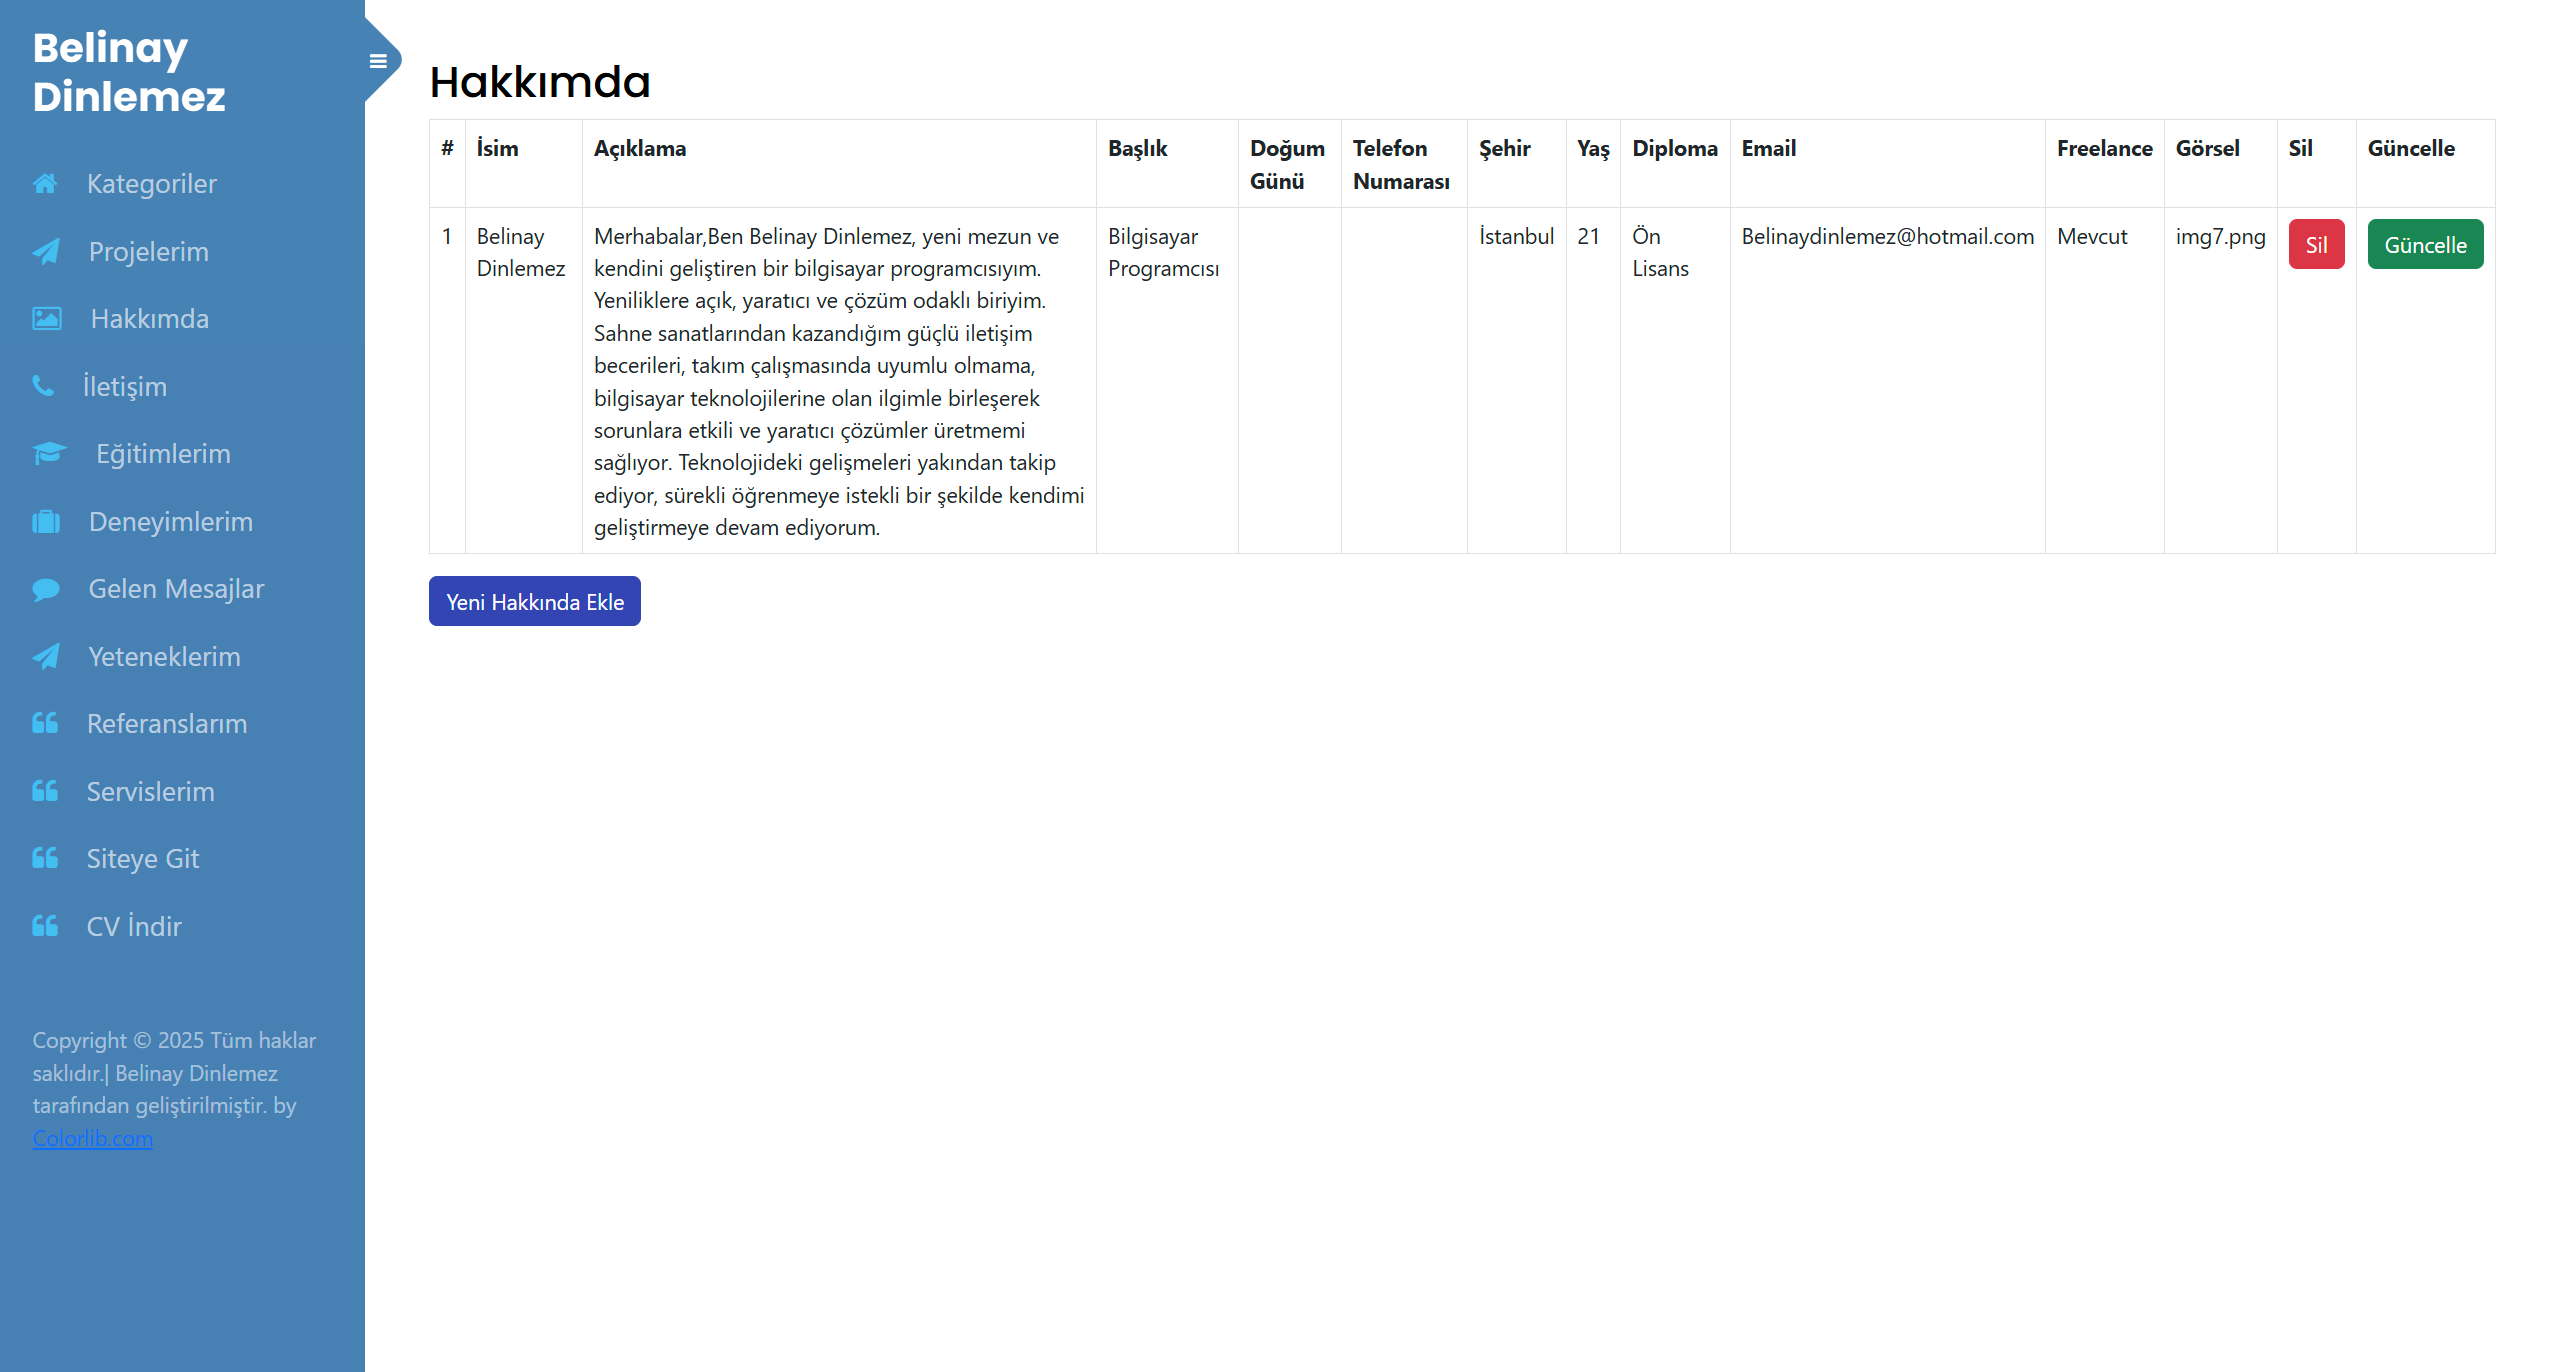 Belinay
Dinlemez
Kategoriler
Projelerim
Hakkımda
İletişim
Eğitimlerim
Deneyimlerim
Gelen Mesajlar
Yeteneklerim
Referanslarım
Servislerim
Siteye Git
CV İndir
Copyright © 2025 Tüm haklar
saklıdır.| Belinay Dinlemez
tarafından geliştirilmiştir. by
Colorlib.com
Hakkımda
# İsim Açıklama Başlık Doğum Günü Telefon Numarası Şehir Yaş Diploma Email Freelance Görsel Sil Güncelle
1
Belinay
Dinlemez
Merhabalar,Ben Belinay Dinlemez, yeni mezun ve
kendini geliştiren bir bilgisayar programcısıyım.
Yeniliklere açık, yaratıcı ve çözüm odaklı biriyim.
Sahne sanatlarından kazandığım güçlü iletişim
becerileri, takım çalışmasında uyumlu olmama,
bilgisayar teknolojilerine olan ilgimle birleşerek
sorunlara etkili ve yaratıcı çözümler üretmemi
sağlıyor. Teknolojideki gelişmeleri yakından takip
ediyor, sürekli öğrenmeye istekli bir şekilde kendimi
geliştirmeye devam ediyorum.
Bilgisayar
Programcısı
İstanbul
21
Ön
Lisans
Belinaydinlemez@hotmail.com
Mevcut
img7.png
Sil
Güncelle
Yeni Hakkında Ekle